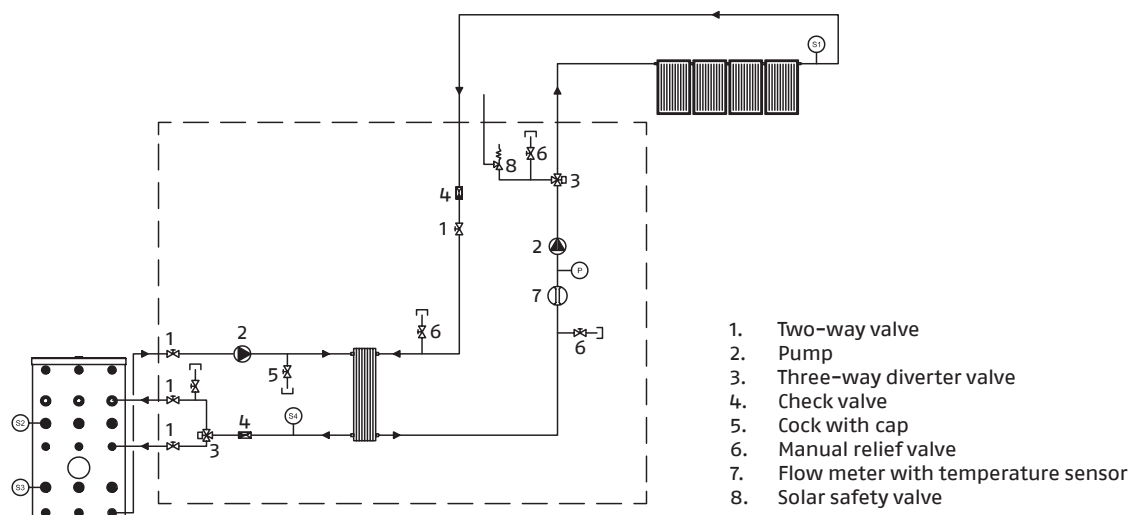 S1
6
8
3
4
1
2
P
7
1
2
6
6
5
1
S2
4
S4
1
3
S3
1. Two-way valve
2. Pump
3. Three-way diverter valve
4. Check valve
5. Cock with cap
6. Manual relief valve
7. Flow meter with temperature sensor
8. Solar safety valve